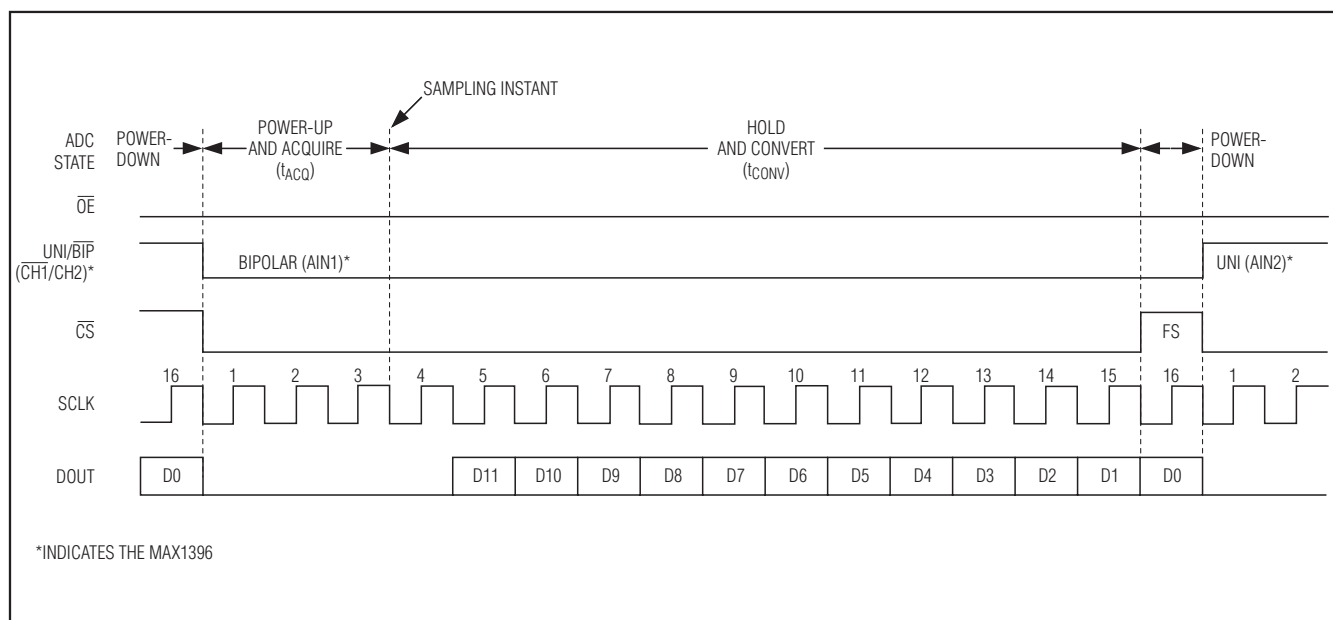 SAMPLING INSTANT
ADC
STATE
POWER-
DOWN
POWER-UP
AND ACQUIRE
(tACQ)
HOLD
AND CONVERT
(tCONV)
POWER-
DOWN
OE
UNI/BIP
(CH1/CH2)*
BIPOLAR (AIN1)*
UNI (AIN2)*
CS
FS
SCLK
16 1 2 3 4 5 6 7 8 9 10 11 12 13 14 15 16 1 2
DOUT
D0 D11 D10 D9 D8 D7 D6 D5 D4 D3 D2 D1 D0
*INDICATES THE MAX1396